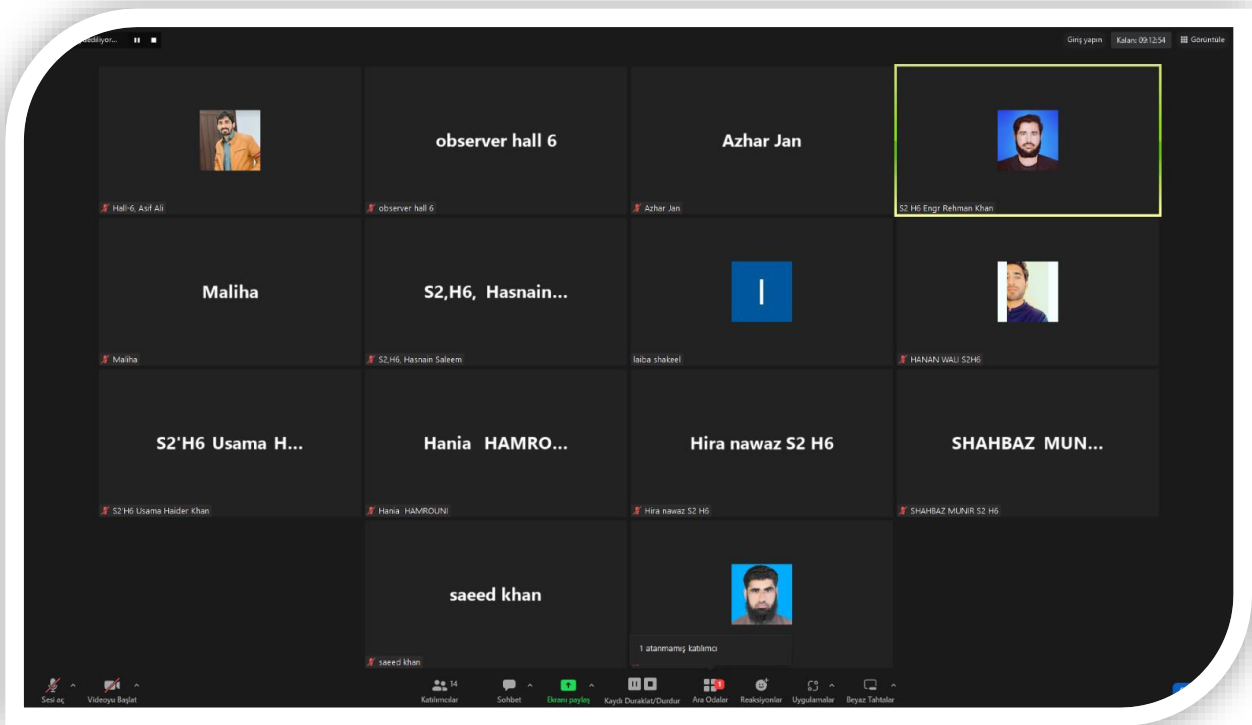 ediliyor...
Giriş yapın Kalan: 09:12:54 Görüntüle
observer hall 6
Azhar Jan
Hall-6, Asif Ali
observer hall 6
Azhar Jan
S2 H6 Engr Rehman Khan
Maliha
S2,H6, Hasnain...
I
Maliha
S2,H6, Hasnain Saleem
laiba shakeel
HANAN WALI S2H6
S2'H6 Usama H...
Hania HAMRO...
Hira nawaz S2 H6
SHAHBAZ MUN...
S2'H6 Usama Haider Khan
Hania HAMROUNI
Hira nawaz S2 H6
SHAHBAZ MUNIR S2 H6
saeed khan
1 atanmamış katılımcı
saeed khan
14
1
Sesi aç Videoyu Başlat Katılımcılar Sohbet Ekranı paylaş Kaydı Duraklat/Durdur Ara Odalar Reaksiyonlar Uygulamalar Beyaz Tahtalar